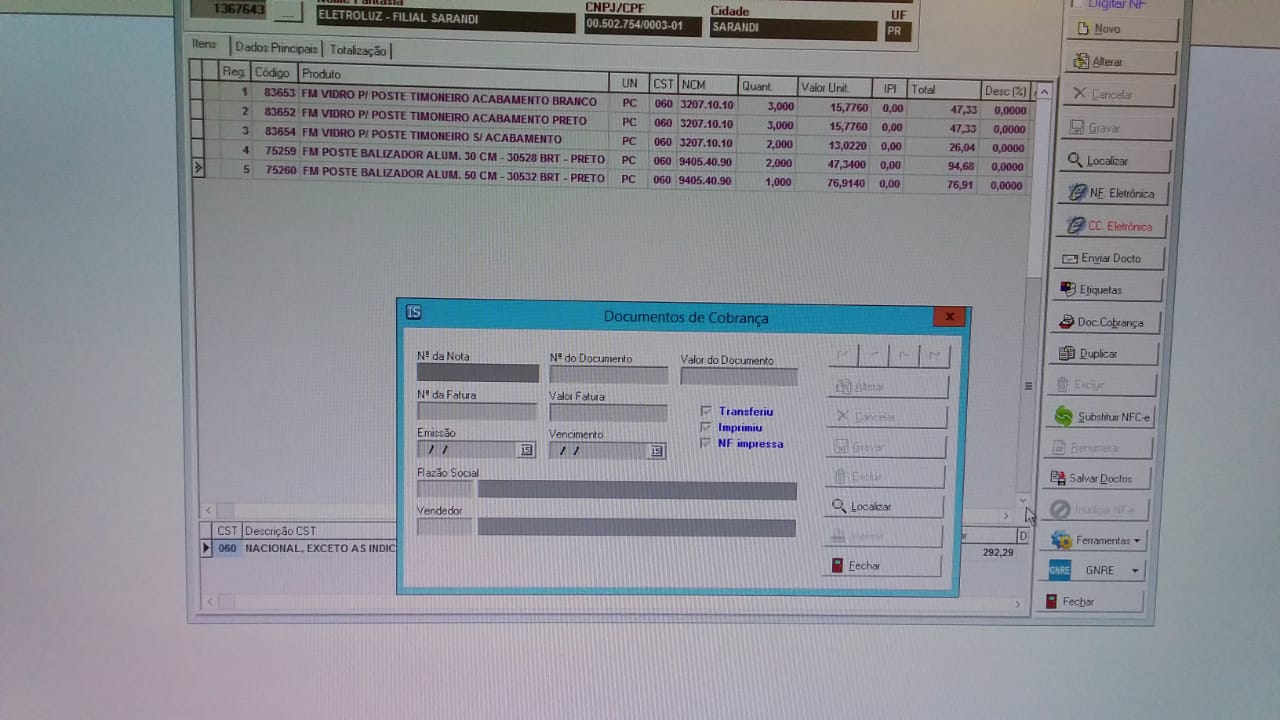 Nome Fantasia CNPJ/CPF Cidade UF
1367643 ... ELETROLUZ - FILIAL SARANDI 00.502.754/0003-01 SARANDI PR
Itens Dados Principais Totalização
Reg. Código Produto UN CST NCM Quant. Valor Unit. IPI Total Desc (%)
1 83653 FM VIDRO P/ POSTE TIMONEIRO ACABAMENTO BRANCO PC 060 3207.10.10 3,000 15,7760 0,00 47,33 0,0000
2 83652 FM VIDRO P/ POSTE TIMONEIRO ACABAMENTO PRETO PC 060 3207.10.10 3,000 15,7760 0,00 47,33 0,0000
3 83654 FM VIDRO P/ POSTE TIMONEIRO S/ ACABAMENTO PC 060 3207.10.10 2,000 13,0220 0,00 26,04 0,0000
4 75259 FM POSTE BALIZADOR ALUM. 30 CM - 30528 BRT - PRETO PC 060 9405.40.90 2,000 47,3400 0,00 94,68 0,0000
5 75260 FM POSTE BALIZADOR ALUM. 50 CM - 30532 BRT - PRETO PC 060 9405.40.90 1,000 76,9140 0,00 76,91 0,0000
Digitar NF
Novo
Alterar
Cancelar
Gravar
Localizar
NF. Eletrônica
CC. Eletrônica
Enviar Docto
Etiquetas
Doc.Cobrança
Duplicar
Excluir
Substituir NFC-e
Renumerar
Salvar Doctos
Inutilizar NF-e
Ferramentas
GNRE GNRE
Fechar
IS Documentos de Cobrança x
Nº da Nota Nº do Documento Valor do Documento
Nº da Fatura Valor Fatura
Transferiu
Imprimiu
NF impressa
Emissão Vencimento
/ / 15 / / 15
Razão Social
Vendedor
Alterar
Cancelar
Gravar
Excluir
Localizar
Imprimir
Fechar
CST Descrição CST D
060 NACIONAL, EXCETO AS INDIC 292,29